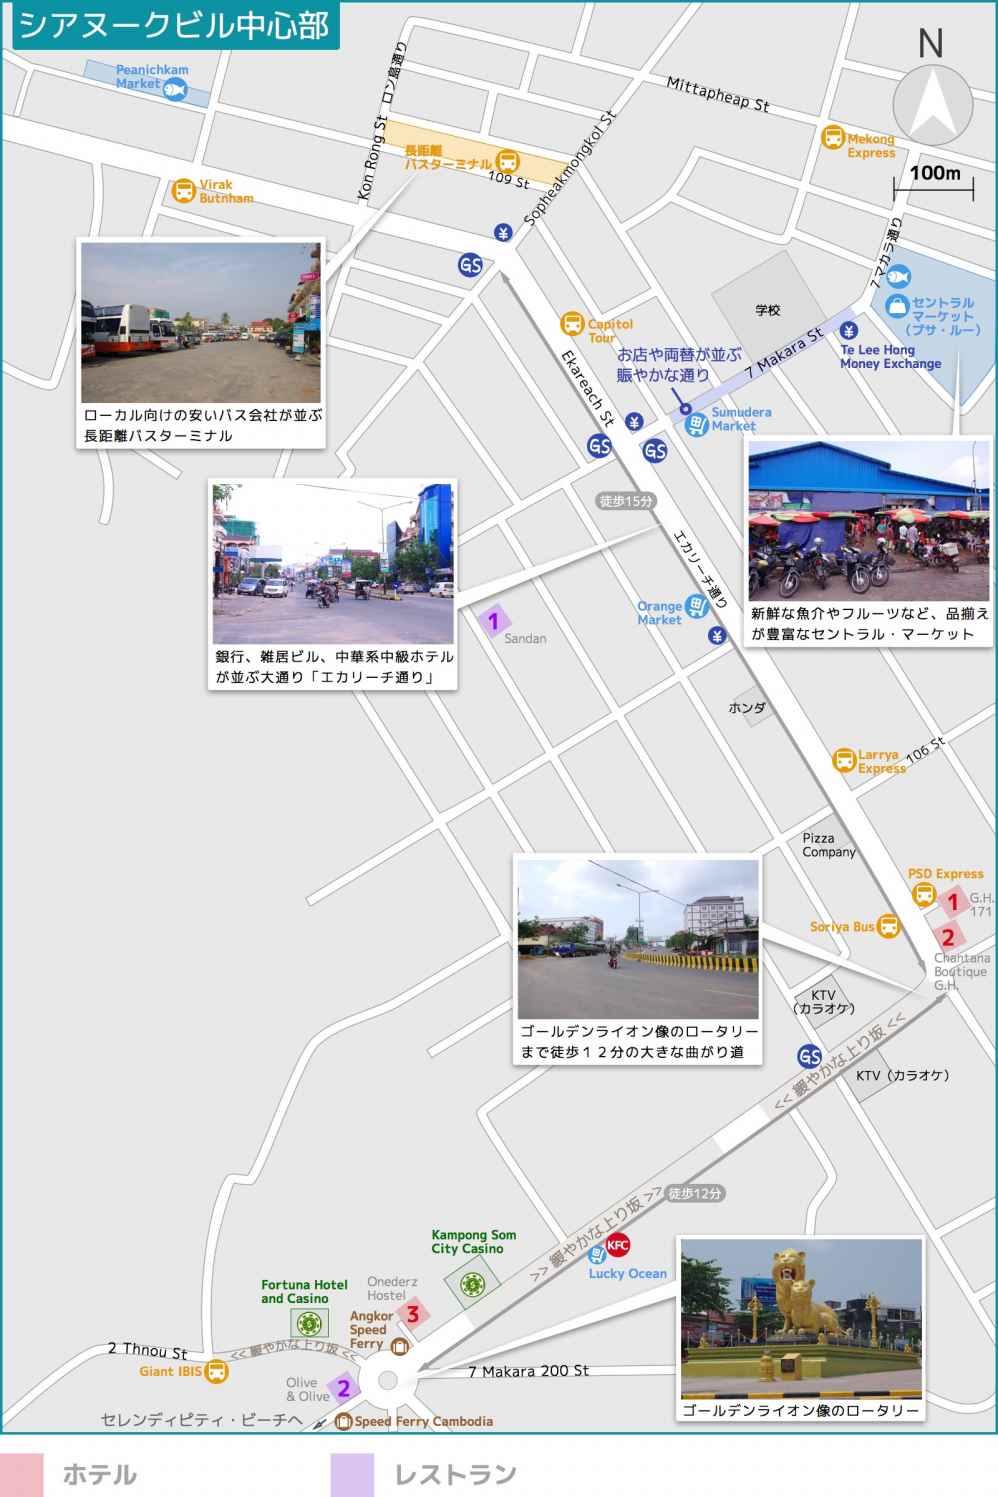 シアヌークビル中心部
N
100m
Peanichkam
Market
ロン島通り
Kon Rong St
Mittapheap St
Mekong
Express
長距離
バスターミナル
109 St
Sopheakmongkol St
Virak
Butnham
¥
GS
7マカラ通り
セントラル
マーケット
（プサ・ルー）
学校
Capitol
Tour
お店や両替が並ぶ
賑やかな通り
7 Makara St
¥
Te Lee Hong
Money Exchange
Ekareach St
ローカル向けの安いバス会社が並ぶ
長距離バスターミナル
¥
Sumudera
Market
GS
GS
徒歩15分
エカリーチ通り
新鮮な魚介やフルーツなど、品揃え
が豊富なセントラル・マーケット
1
Sandan
Orange
Market
¥
銀行、雑居ビル、中華系中級ホテル
が並ぶ大通り「エカリーチ通り」
ホンダ
Larrya
Express
106 St
Pizza
Company
PSD Express
1
G.H.
171
Soriya Bus
2
Chantana
Boutique
G.H.
KTV
（カラオケ）
ゴールデンライオン像のロータリー
まで徒歩１２分の大きな曲がり道
GS
<< 緩やかな上り坂 <<
KTV（カラオケ）
徒歩12分
>> 緩やかな上り坂 >>
KFC
Lucky Ocean
Kampong Som
City Casino
Fortuna Hotel
and Casino
Onederz
Hostel
3
Angkor
Speed
Ferry
2 Thnou St
<< 緩やかな上り坂 <<
Giant IBIS
7 Makara 200 St
Olive
& Olive
2
セレンディピティ・ビーチへ
Speed Ferry Cambodia
ゴールデンライオン像のロータリー
ホテル
レストラン